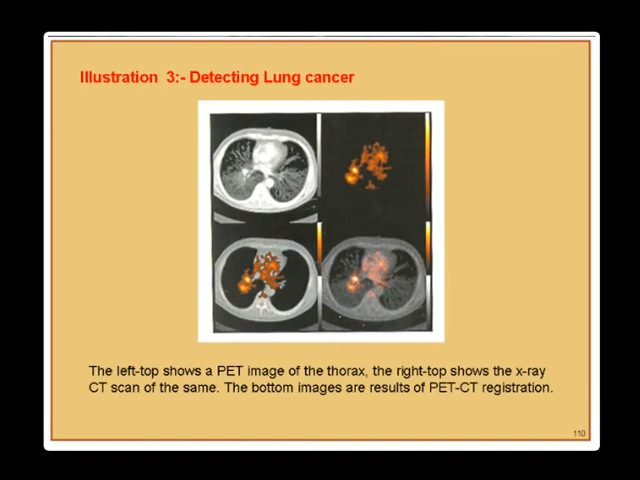 Illustration 3:- Detecting Lung cancer
The left-top shows a PET image of the thorax, the right-top shows the x-ray
CT scan of the same. The bottom images are results of PET-CT registration.
110